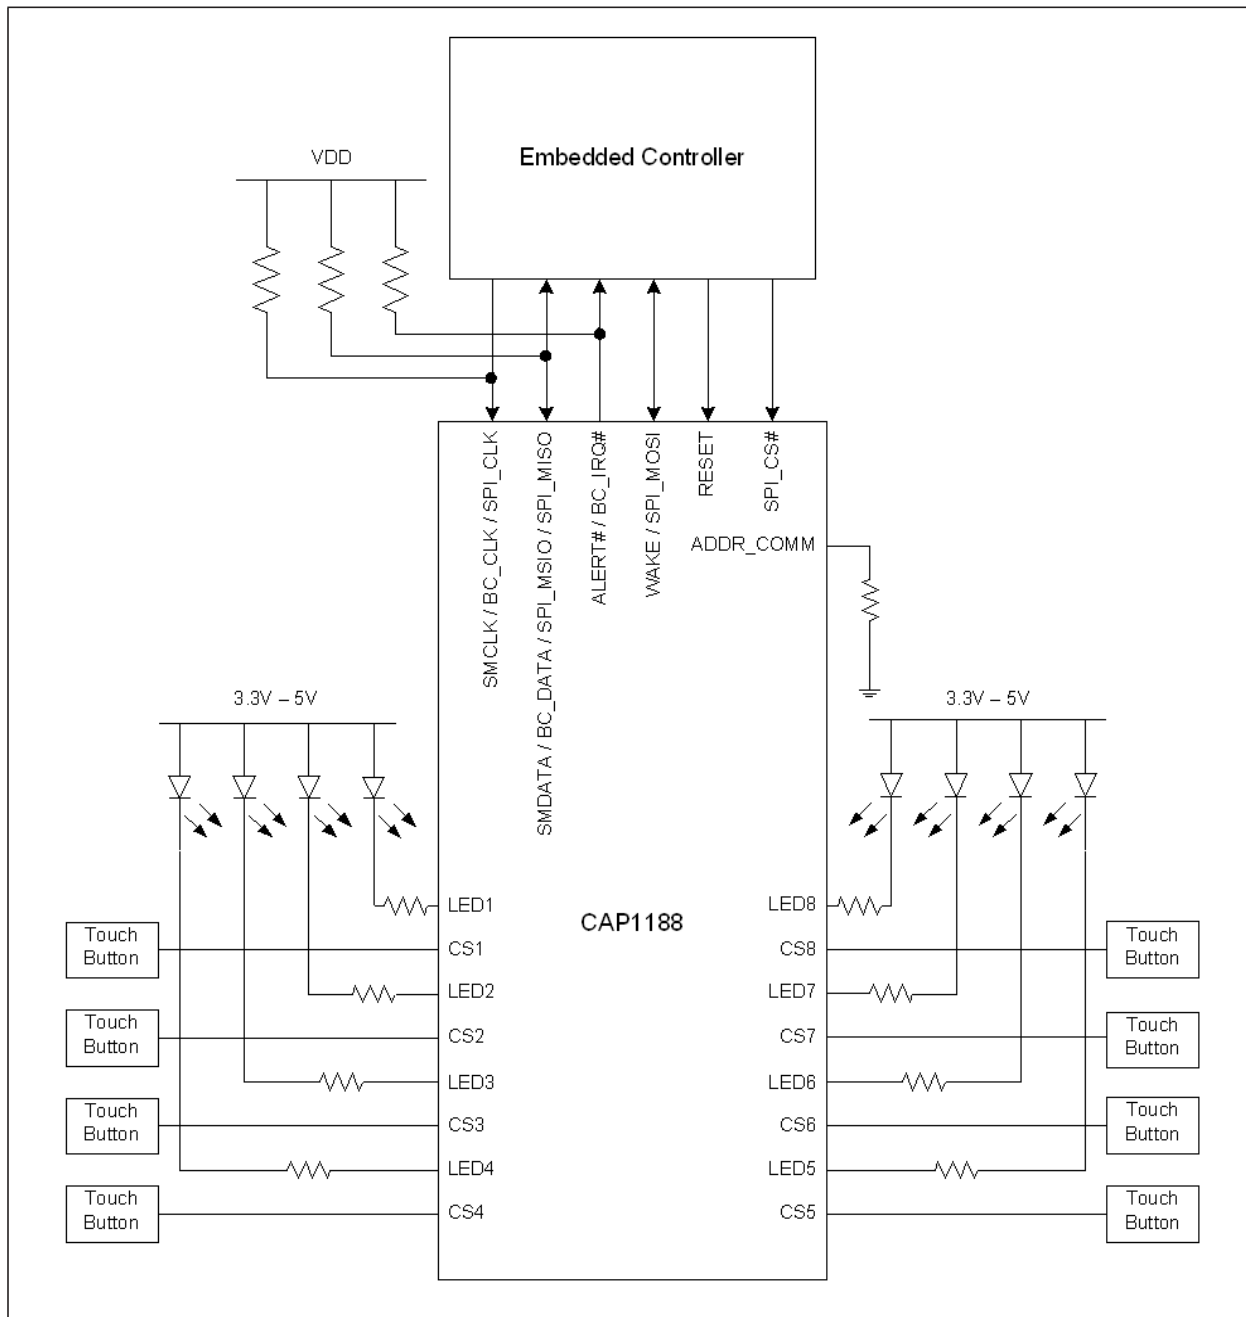 Embedded Controller
VDD
SMCLK / BC_CLK / SPI_CLK
SMDATA / BC_DATA / SPI_MSIO / SPI_MISO
ALERT# / BC_IRQ#
WAKE / SPI_MOSI
RESET
SPI_CS#
ADDR_COMM
3.3V – 5V
3.3V – 5V
CAP1188
LED1
LED8
Touch
Button
CS1
CS8
Touch
Button
LED2
LED7
Touch
Button
CS2
CS7
Touch
Button
LED3
LED6
Touch
Button
CS3
CS6
Touch
Button
LED4
LED5
Touch
Button
CS4
CS5
Touch
Button